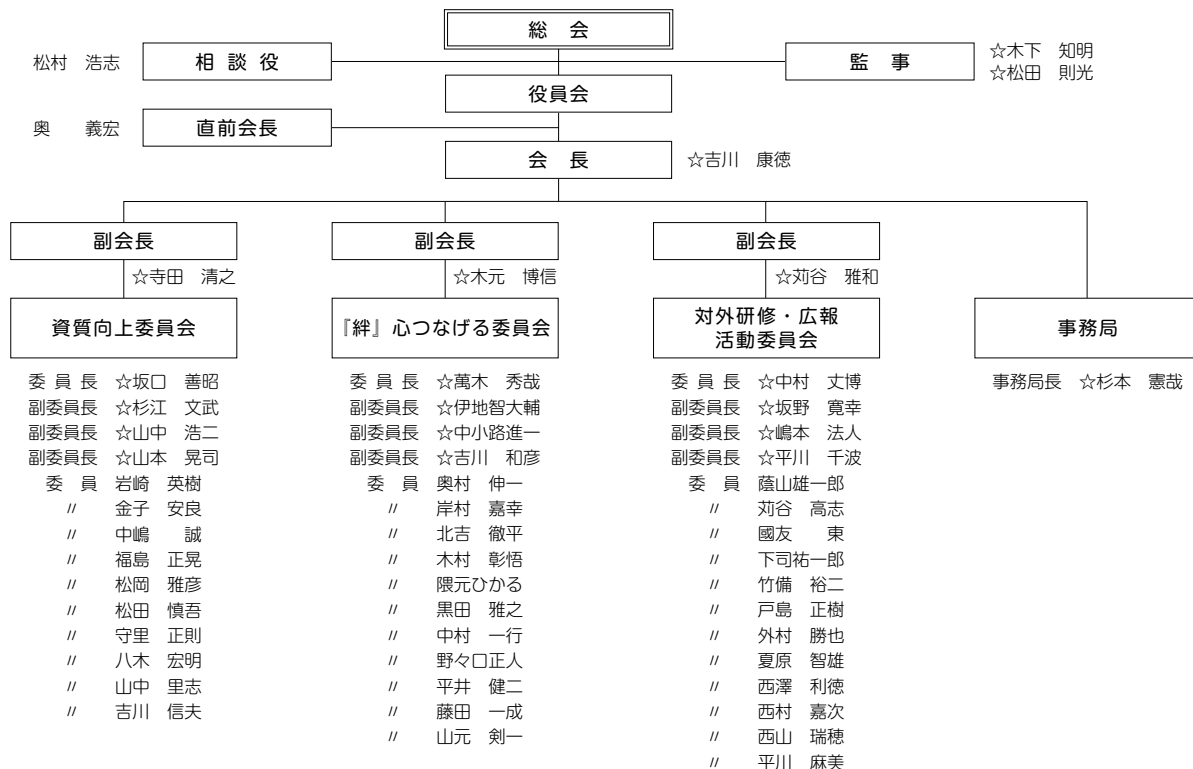 総　会
松村　浩志
相 談 役
監　事
☆木下　知明
☆松田　則光
役員会
奥　　義宏
直前会長
会　長
☆吉川　康徳
副会長
☆寺田　清之
資質向上委員会
委 員 長　☆坂口　善昭
副委員長　☆杉江　文武
副委員長　☆山中　浩二
副委員長　☆山本　晃司
委　員　岩崎　英樹
〃　金子　安良
〃　中嶋　　誠
〃　福島　正晃
〃　松岡　雅彦
〃　松田　慎吾
〃　守里　正則
〃　八木　宏明
〃　山中　里志
〃　吉川　信夫
副会長
☆木元　博信
『絆』心つなげる委員会
委 員 長　☆萬木　秀哉
副委員長　☆伊地智大輔
副委員長　☆中小路進一
副委員長　☆吉川　和彦
委　員　奥村　伸一
〃　岸村　嘉幸
〃　北吉　徹平
〃　木村　彰悟
〃　隈元ひかる
〃　黒田　雅之
〃　中村　一行
〃　野々口正人
〃　平井　健二
〃　藤田　一成
〃　山元　剣一
副会長
☆苅谷　雅和
対外研修・広報
活動委員会
委 員 長　☆中村　丈博
副委員長　☆坂野　寛幸
副委員長　☆嶋本　法人
副委員長　☆平川　千波
委　員　蔭山雄一郎
〃　苅谷　高志
〃　國友　　東
〃　下司祐一郎
〃　竹備　裕二
〃　戸島　正樹
〃　外村　勝也
〃　夏原　智雄
〃　西澤　利徳
〃　西村　嘉次
〃　西山　瑞穂
〃　平川　麻美
事務局
事務局長　☆杉本　憲哉